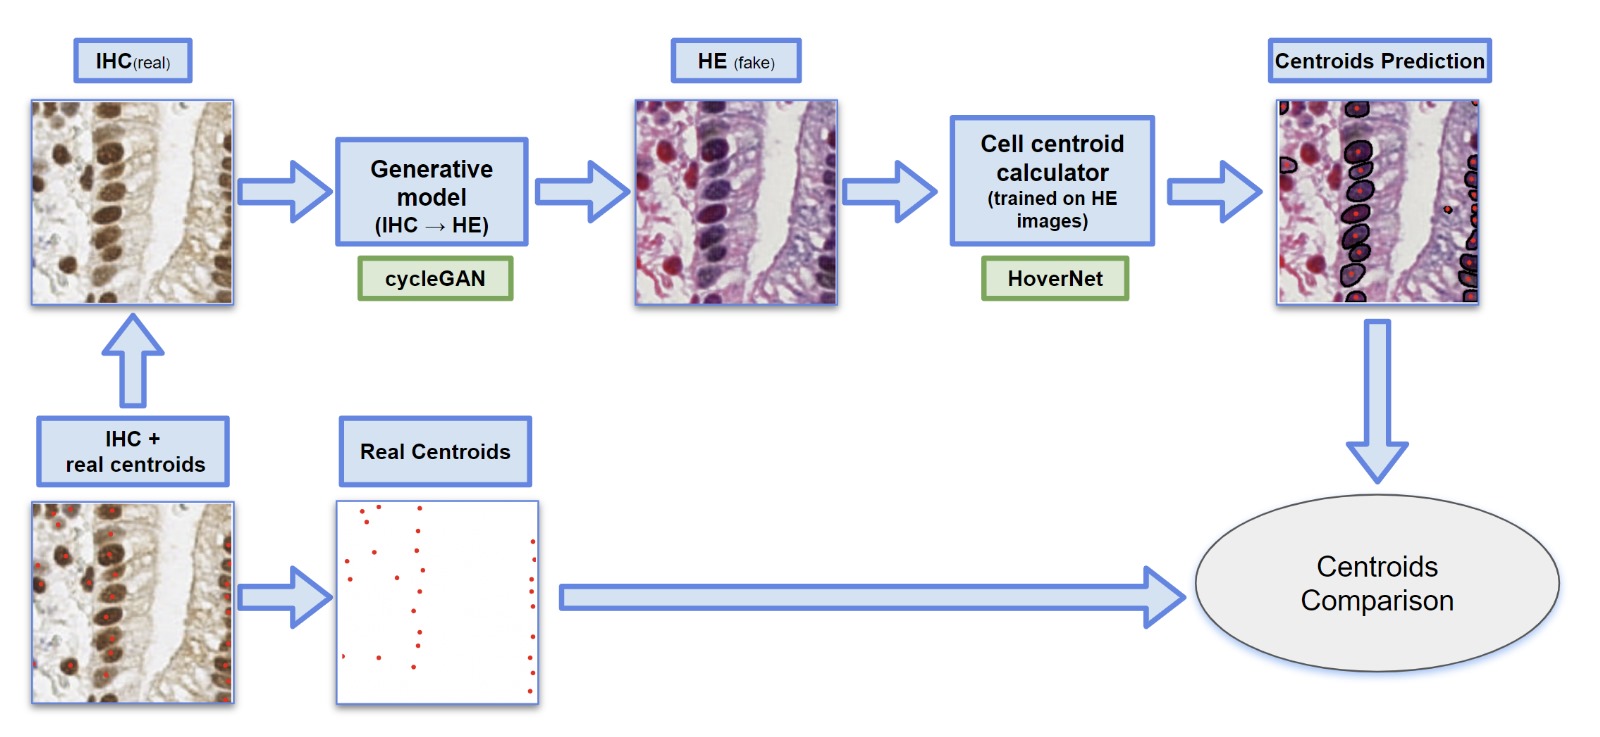 IHC(real)
HE (fake)
Centroids Prediction
Generative
model
(IHC → HE)
cycleGAN
Cell centroid
calculator
(trained on HE
images)
HoverNet
IHC +
real centroids
Real Centroids
Centroids
Comparison